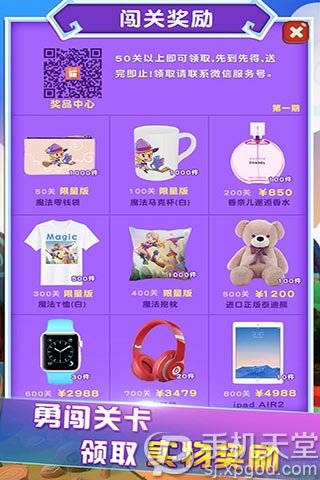 闯关奖励
50关以上即可领取,先到先得,送
完即止!领取请联系微信服务号。
奖品中心
第一期
1000件
1000件
CHANEL
100件
50关 限量版
魔法零钱袋
100关 限量版
魔法马克杯(白)
200关 ¥850
香奈儿邂逅香水
Magic
500件
1000件
100件
300关 限量版
魔法T恤(白)
400关 限量版
魔法抱枕
500关 ¥1200
进口正版泰迪熊
30件
20件
10件
600关 ¥2988
700关 ¥3479
800关 ¥4988
ipad AIR2
勇闯关卡
领取 实物奖励
手机天堂
sj.xpgod.com